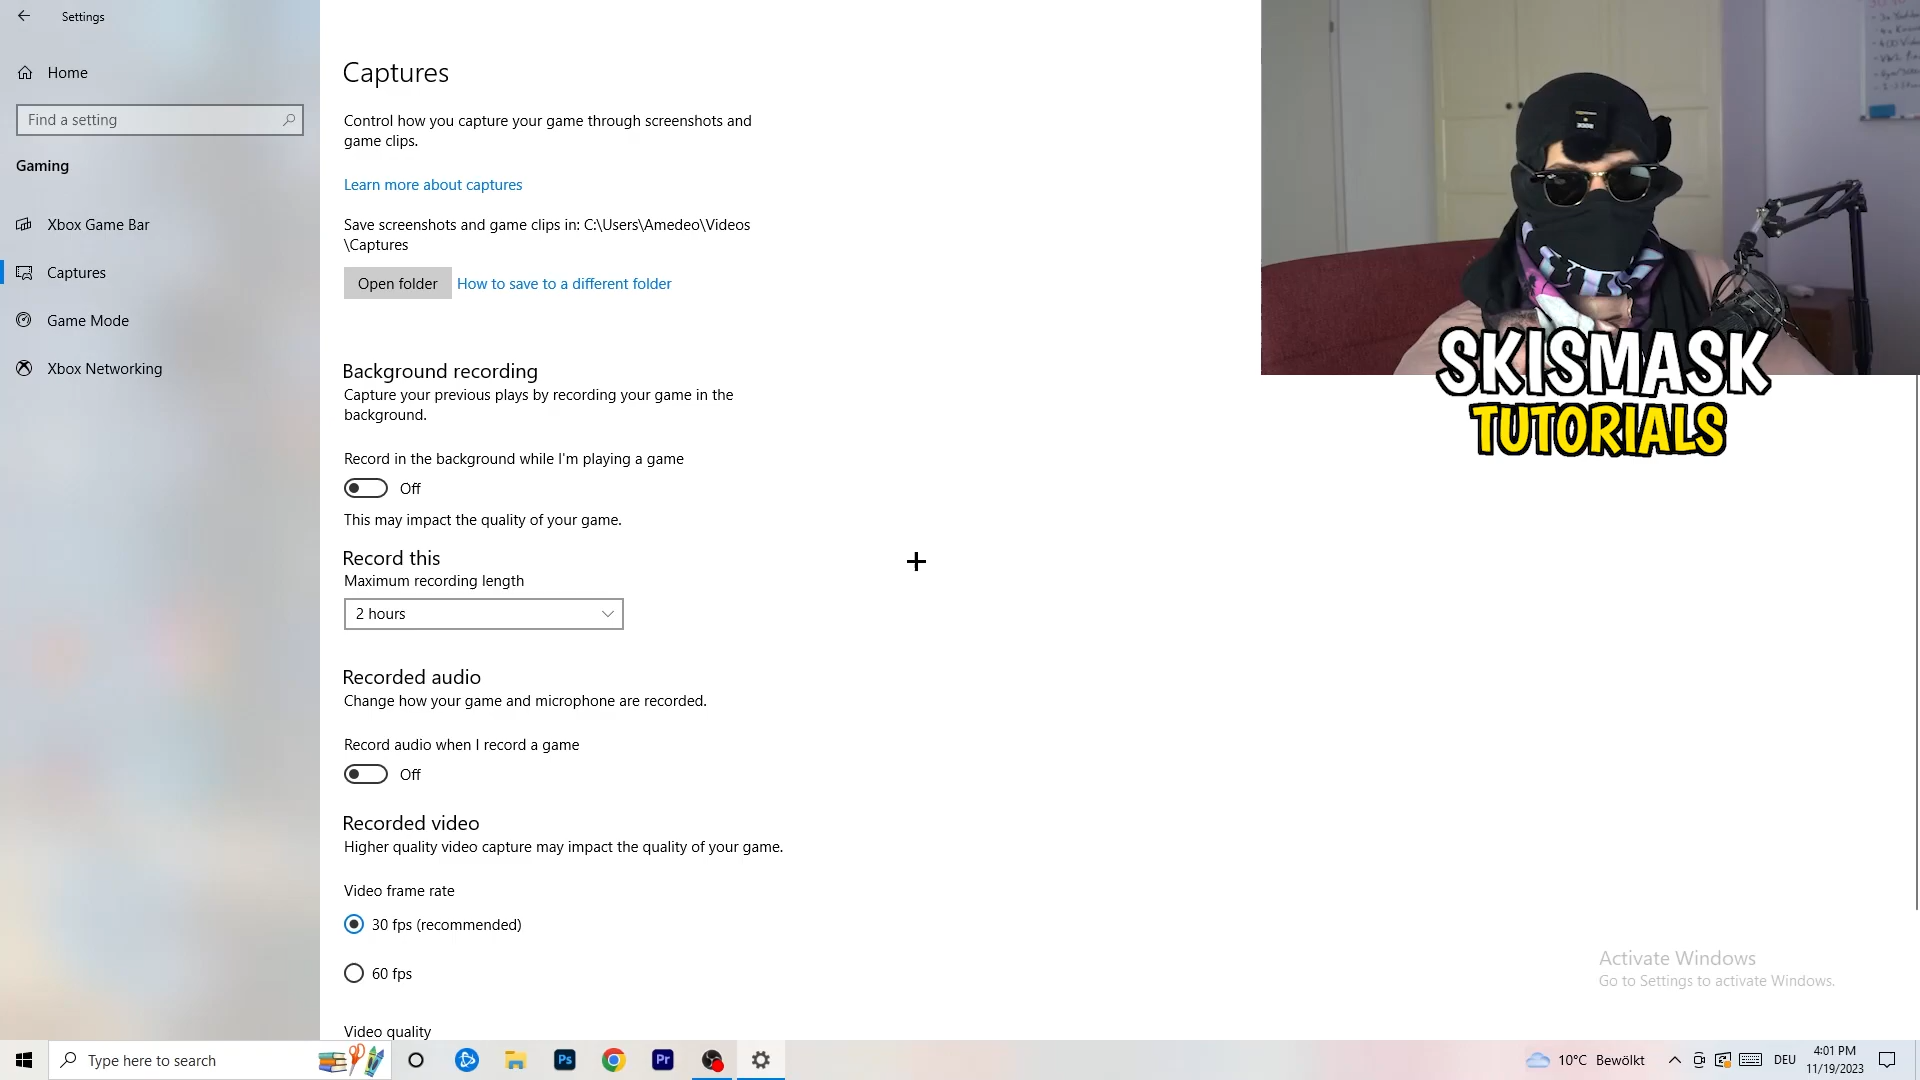 Settings
Home
Find a setting
Gaming
Xbox Game Bar
Captures
Game Mode
Xbox Networking
Captures
Control how you capture your game through screenshots and
game clips.
Learn more about captures
Save screenshots and game clips in: C:\Users\Amedeo\Videos
\Captures
Open folder
How to save to a different folder
Background recording
Capture your previous plays by recording your game in the
background.
Record in the background while I'm playing a game
Off
This may impact the quality of your game.
Record this
Maximum recording length
2 hours
Recorded audio
Change how your game and microphone are recorded.
Record audio when I record a game
Off
Recorded video
Higher quality video capture may impact the quality of your game.
Video frame rate
30 fps (recommended)
60 fps
Video quality
SKISMASK
TUTORIALS
Activate Windows
Go to Settings to activate Windows.
Type here to search
Ps
Pr
10°C Bewölkt
DEU
4:01 PM
11/19/2023